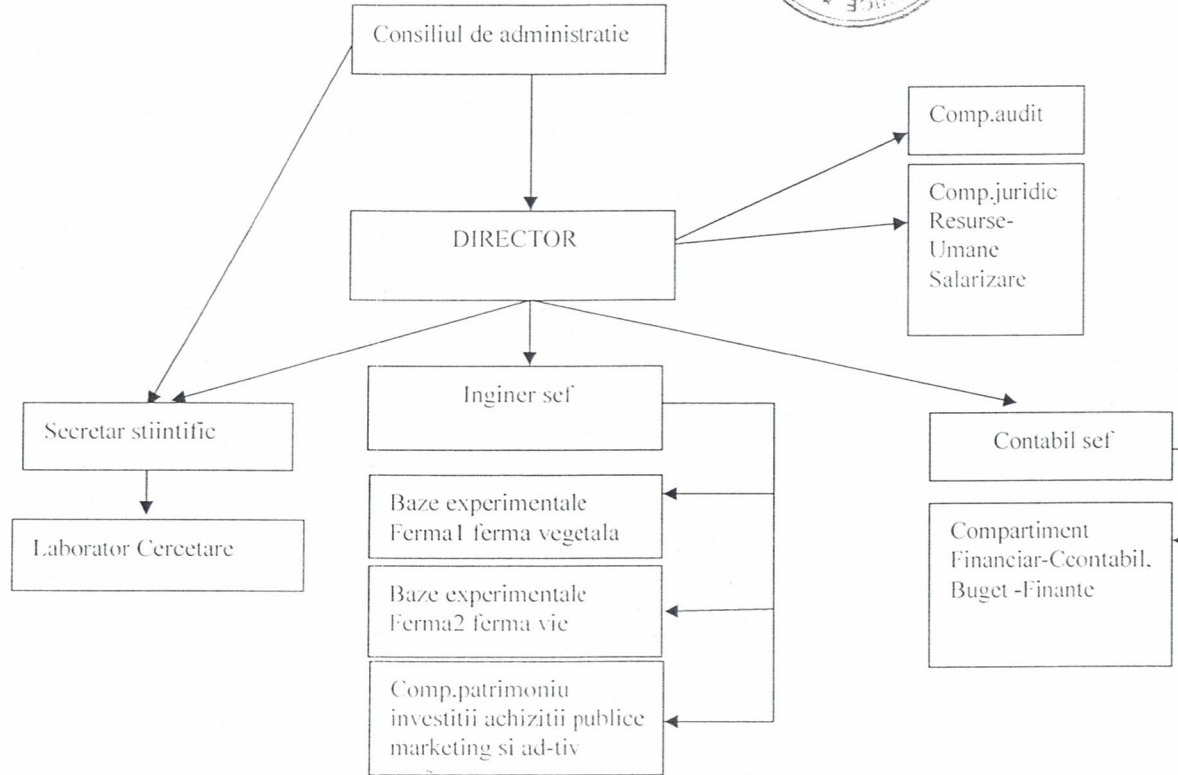 Consiliul de administratie
Comp.audit
Comp.juridic
Resurse-
Umane
Salarizare
DIRECTOR
Inginer sef
Secretar stiintific
Contabil sef
Baze experimentale
Ferma1 ferma vegetala
Laborator Cercetare
Compartiment
Financiar-Ccontabil,
Buget -Finante
Baze experimentale
Ferma2 ferma vie
Comp.patrimoniu
investitii achizitii publice
marketing si ad-tiv